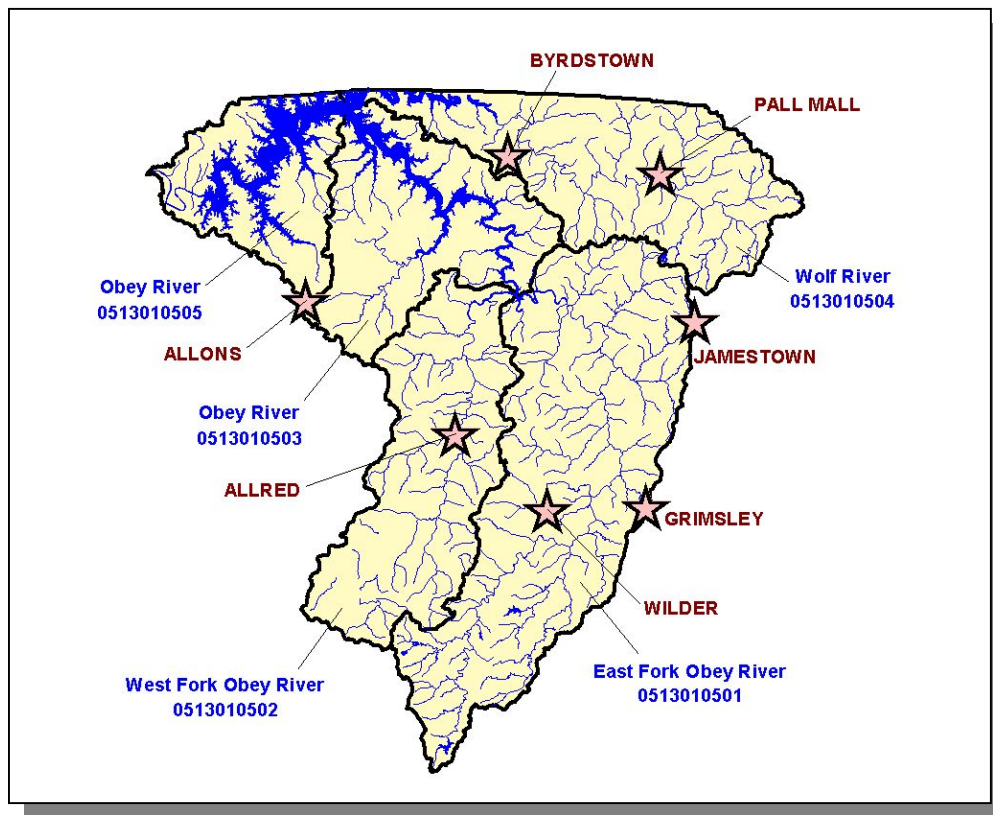 BYRDSTOWN
PALL MALL
Wolf River
0513010504
Obey River
0513010505
ALLONS
JAMESTOWN
Obey River
0513010503
ALLRED
GRIMSLEY
WILDER
East Fork Obey River
0513010501
West Fork Obey River
0513010502